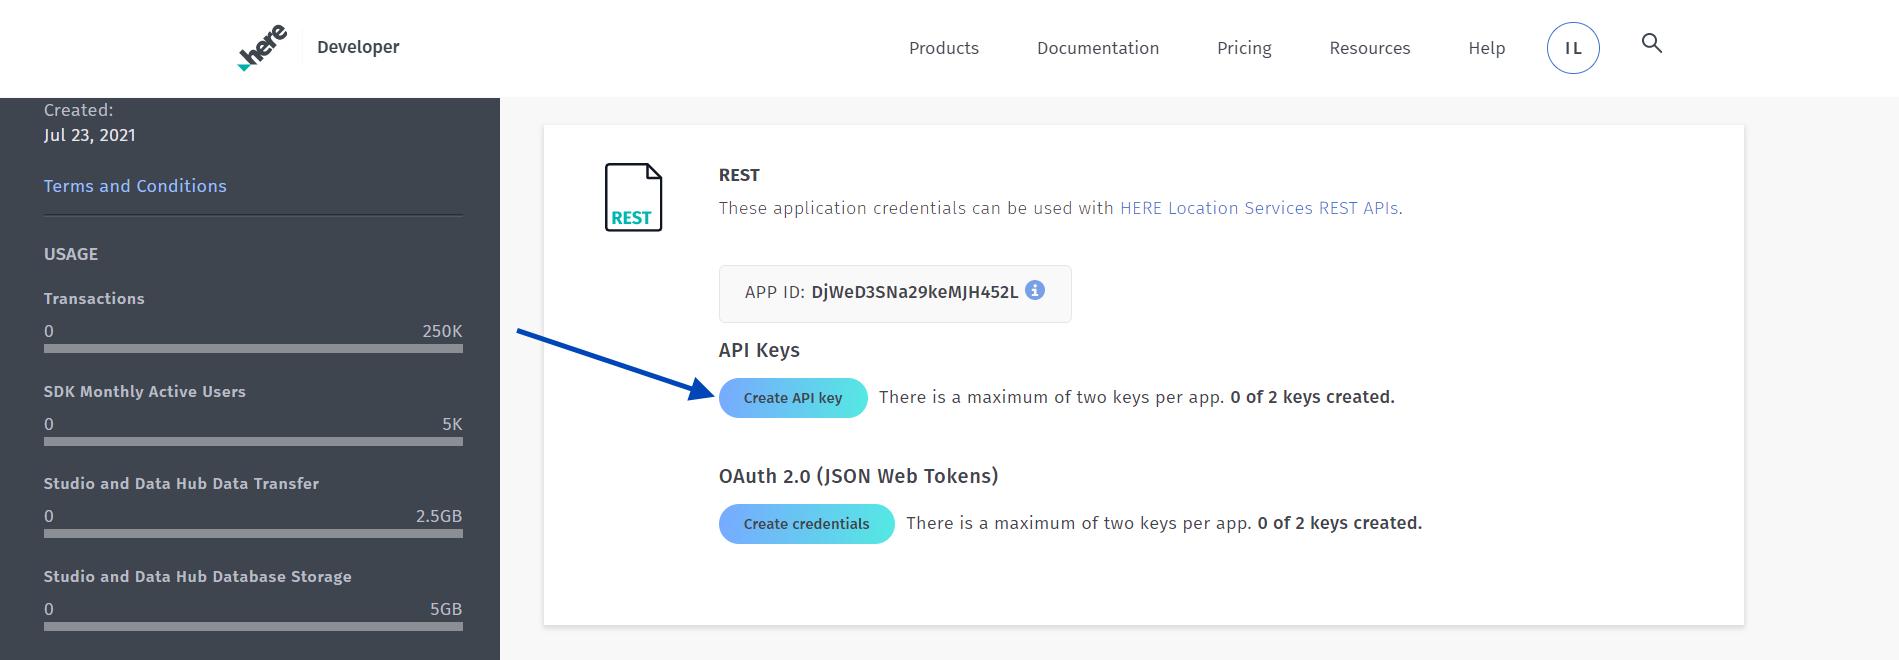 here
Developer
Products
Documentation
Pricing
Resources
Help
IL
Created:
Jul 23, 2021
Terms and Conditions
USAGE
Transactions
0 250K
SDK Monthly Active Users
0 5K
Studio and Data Hub Data Transfer
0 2.5GB
Studio and Data Hub Database Storage
0 5GB
REST
REST
These application credentials can be used with HERE Location Services REST APIs.
APP ID: DjWeD3SNa29keMJH452L
API Keys
Create API key There is a maximum of two keys per app. 0 of 2 keys created.
OAuth 2.0 (JSON Web Tokens)
Create credentials There is a maximum of two keys per app. 0 of 2 keys created.